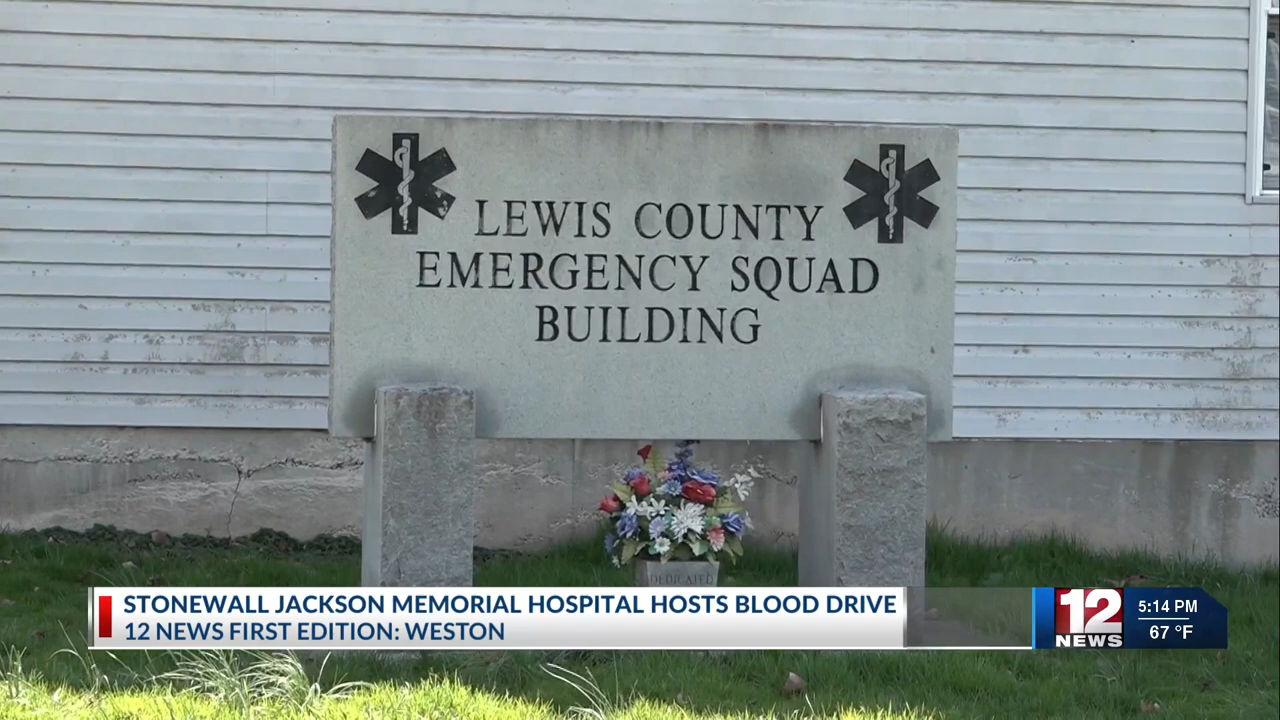 LEWIS COUNTY
EMERGENCY SQUAD
BUILDING
DEDICATED
STONEWALL JACKSON MEMORIAL HOSPITAL HOSTS BLOOD DRIVE
12 NEWS FIRST EDITION: WESTON
12
NEWS
5:14 PM
67 °F